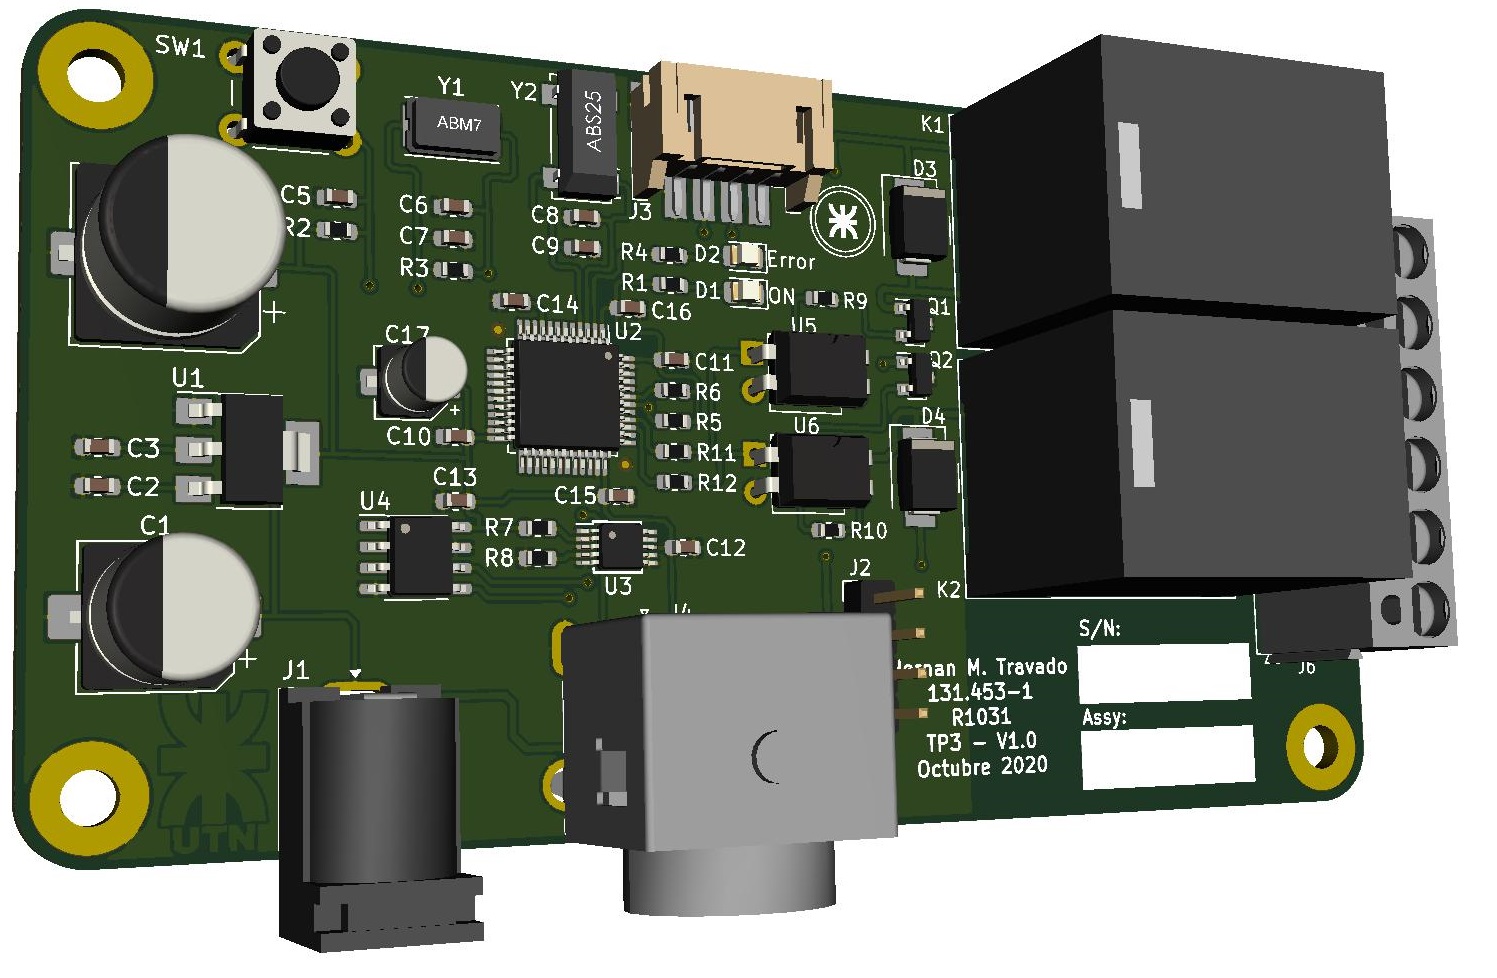 SW1
Y1
ABM7
Y2
ABS25
K1
D3
C5
R2
C6
C7
R3
C8
C9
J3
R4
D2
Error
R1
D1
ON
R9
Q1
C14
C16
U2
U5
C17
+
+
C11
R6
Q2
U1
C10
R5
U6
D4
C3
C2
R11
R12
C13
C15
U4
C1
R7
R8
C12
R10
U3
J2
K2
J4
+
J1
S/N:
M. Travado
131.453-1
R1031
TP3 - V1.0
Octubre 2020
Assy:
J6
UTN